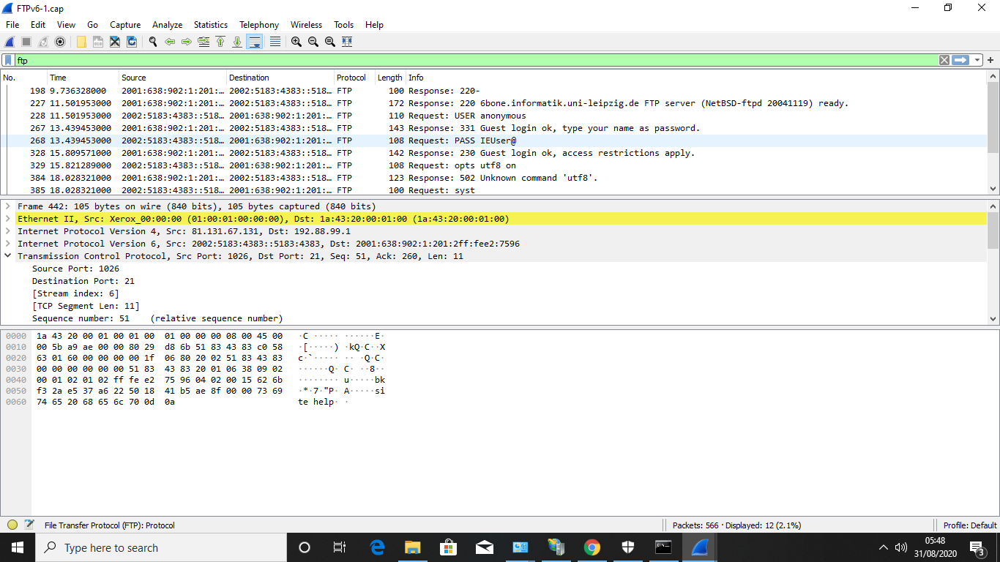 FTPv6-1.cap
File Edit View Go Capture Analyze Statistics Telephony Wireless Tools Help
ftp
No. Time Source Destination Protocol Length Info
198 9.736328000 2001:638:902:1:201:… 2002:5183:4383::518… FTP 100 Response: 220-
227 11.501953000 2001:638:902:1:201:… 2002:5183:4383::518… FTP 172 Response: 220 6bone.informatik.uni-leipzig.de FTP server (NetBSD-ftpd 20041119) ready.
228 11.501953000 2002:5183:4383::518… 2001:638:902:1:201:… FTP 110 Request: USER anonymous
267 13.439453000 2001:638:902:1:201:… 2002:5183:4383::518… FTP 143 Response: 331 Guest login ok, type your name as password.
268 13.439453000 2002:5183:4383::518… 2001:638:902:1:201:… FTP 108 Request: PASS IEUser@
328 15.809571000 2001:638:902:1:201:… 2002:5183:4383::518… FTP 142 Response: 230 Guest login ok, access restrictions apply.
329 15.821289000 2002:5183:4383::518… 2001:638:902:1:201:… FTP 108 Request: opts utf8 on
384 18.028321000 2001:638:902:1:201:… 2002:5183:4383::518… FTP 123 Response: 502 Unknown command 'utf8'.
385 18.028321000 2002:5183:4383::518… 2001:638:902:1:201:… FTP 100 Request: syst
Frame 442: 105 bytes on wire (840 bits), 105 bytes captured (840 bits)
Ethernet II, Src: Xerox_00:00:00 (01:00:01:00:00:00), Dst: 1a:43:20:00:01:00 (1a:43:20:00:01:00)
Internet Protocol Version 4, Src: 81.131.67.131, Dst: 192.88.99.1
Internet Protocol Version 6, Src: 2002:5183:4383::5183:4383, Dst: 2001:638:902:1:201:2ff:fee2:7596
Transmission Control Protocol, Src Port: 1026, Dst Port: 21, Seq: 51, Ack: 260, Len: 11
Source Port: 1026
Destination Port: 21
[Stream index: 6]
[TCP Segment Len: 11]
Sequence number: 51 (relative sequence number)
0000 1a 43 20 00 01 00 01 00 01 00 00 00 08 00 45 00 ·C ····· ······E·
0010 00 5b a9 ae 00 00 80 29 d8 6b 51 83 43 83 c0 58 ·[·····) ·kQ·C··X
0020 63 01 60 00 00 00 00 1f 06 80 20 02 51 83 43 83 c·`····· ·· ·Q·C·
0030 00 00 00 00 00 00 51 83 43 83 20 01 06 38 09 02 ······Q· C· ··8··
0040 00 01 02 01 02 ff fe e2 75 96 04 02 00 15 62 6b ········ u·····bk
0050 f3 2a e5 37 a6 22 50 18 41 b5 ae 8f 00 00 73 69 ·*·7·"P· A·····si
0060 74 65 20 68 65 6c 70 0d 0a te help· ·
File Transfer Protocol (FTP): Protocol
Packets: 566 · Displayed: 12 (2.1%)
Profile: Default
Type here to search
05:48
31/08/2020
3